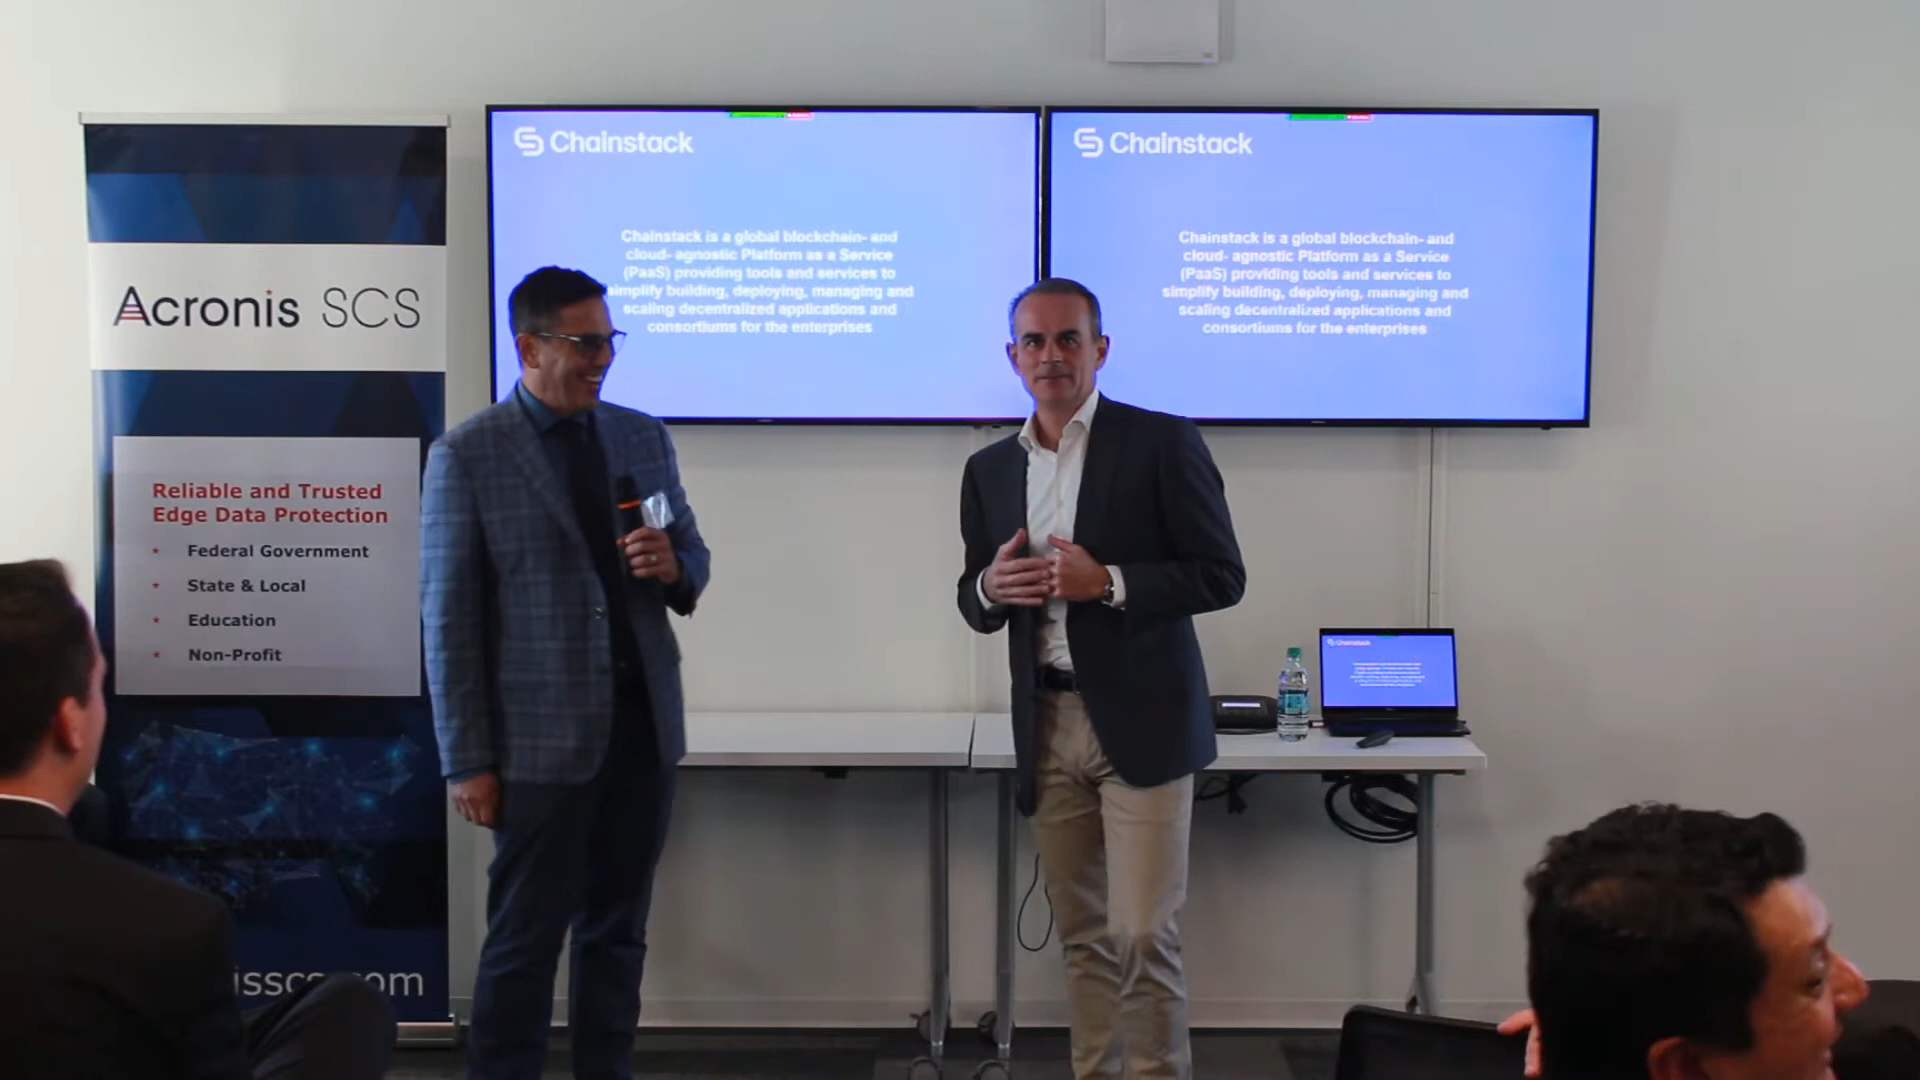 Acronis SCS
Reliable and Trusted
Edge Data Protection
Federal Government
State & Local
Education
Non-Profit
Chainstack
Chainstack is a global blockchain- and
cloud- agnostic Platform as a Service
(PaaS) providing tools and services to
simplify building, deploying, managing and
scaling decentralized applications and
consortiums for the enterprises
Chainstack
Chainstack is a global blockchain- and
cloud- agnostic Platform as a Service
(PaaS) providing tools and services to
simplify building, deploying, managing and
scaling decentralized applications and
consortiums for the enterprises
Chainstack